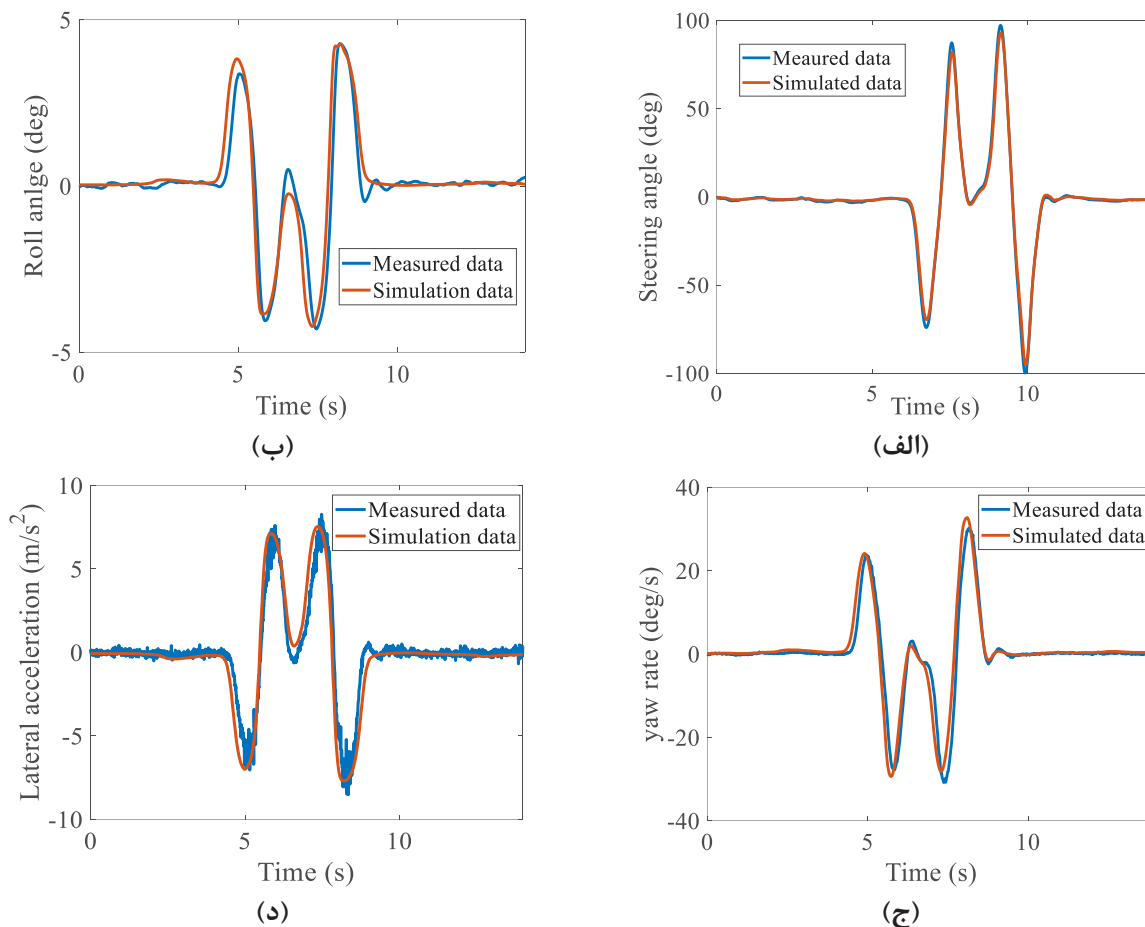 5
0
-5
Roll anlge (deg)
Measured data
Simulation data
0
5
10
Time (s)
(ب)
100
50
0
-50
-100
Steering angle (deg)
Meaured data
Simulated data
0
5
10
Time (s)
(الف)
10
5
0
-5
-10
Lateral acceleration (m/s²)
Measured data
Simulation data
0
5
10
Time (s)
(د)
40
20
0
-20
-40
yaw rate (deg/s)
Measured data
Simulated data
0
5
10
Time (s)
(ج)